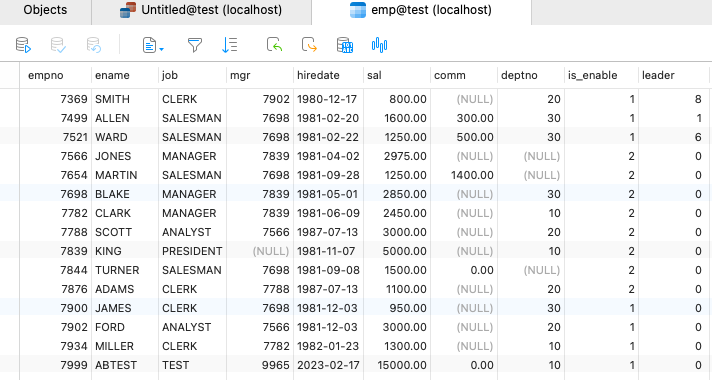 Objects Untitled@test (localhost) emp@test (localhost)
empno ename job mgr hiredate sal comm deptno is_enable leader
7369 SMITH CLERK 7902 1980-12-17 800.00 (NULL) 20 1 8
7499 ALLEN SALESMAN 7698 1981-02-20 1600.00 300.00 30 1 1
7521 WARD SALESMAN 7698 1981-02-22 1250.00 500.00 30 1 6
7566 JONES MANAGER 7839 1981-04-02 2975.00 (NULL) (NULL) 2 0
7654 MARTIN SALESMAN 7698 1981-09-28 1250.00 1400.00 (NULL) 2 0
7698 BLAKE MANAGER 7839 1981-05-01 2850.00 (NULL) 30 2 0
7782 CLARK MANAGER 7839 1981-06-09 2450.00 (NULL) 10 2 0
7788 SCOTT ANALYST 7566 1987-07-13 3000.00 (NULL) 20 2 0
7839 KING PRESIDENT (NULL) 1981-11-07 5000.00 (NULL) 10 2 0
7844 TURNER SALESMAN 7698 1981-09-08 1500.00 0.00 (NULL) 2 0
7876 ADAMS CLERK 7788 1987-07-13 1100.00 (NULL) 20 2 0
7900 JAMES CLERK 7698 1981-12-03 950.00 (NULL) 30 1 0
7902 FORD ANALYST 7566 1981-12-03 3000.00 (NULL) 20 1 0
7934 MILLER CLERK 7782 1982-01-23 1300.00 (NULL) 10 1 0
7999 ABTEST TEST 9965 2023-02-17 15000.00 0.00 10 1 0